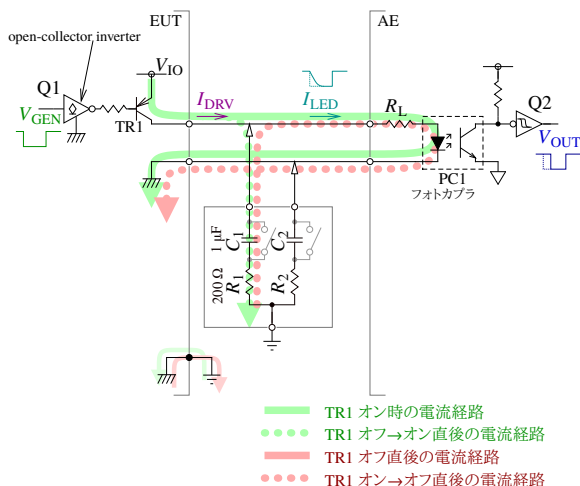 EUT
AE
open-collector inverter
Q1
V_IO
V_GEN
TR1
I_DRV
I_LED
R_L
Q2
V_OUT
PC1
フォトカプラ
1 μF
C_1
C_2
200 Ω
R_1
R_2
TR1 オン時の電流経路
TR1 オフ→オン直後の電流経路
TR1 オフ直後の電流経路
TR1 オン→オフ直後の電流経路